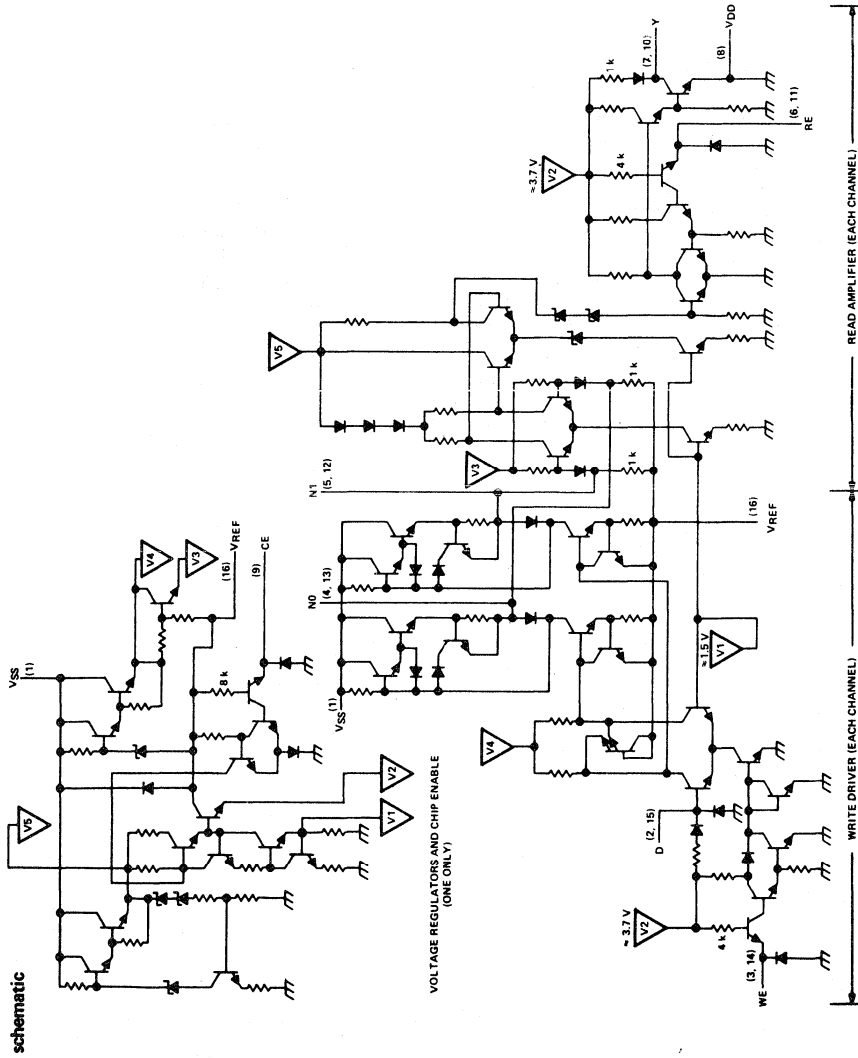 schematic
VSS
(1)
V5
V4
V3
(16) VREF
(9) CE
8 k
V2
V1
VOLTAGE REGULATORS AND CHIP ENABLE
(ONE ONLY)
VSS(1)
N0
(4, 13)
N1
(5, 12)
V4
V3
V5
1 k
1 k
(16)
VREF
≈1.5 V
V1
D
(2, 15)
≈ 3.7 V
V2
4 k
(3, 14)
WE
≈3.7 V
V2
4 k
1 k
(7, 10)
Y
(8)
VDD
(6, 11)
RE
WRITE DRIVER (EACH CHANNEL)
READ AMPLIFIER (EACH CHANNEL)